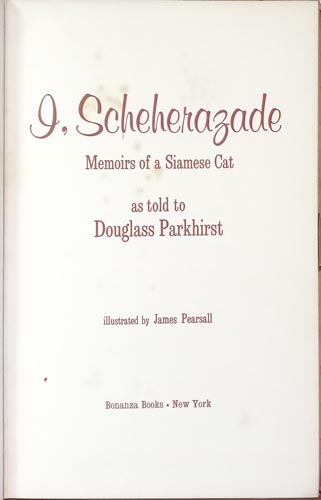 I, Scheherazade
Memoirs of a Siamese Cat
as told to
Douglass Parkhirst
illustrated by James Pearsall
Bonanza Books • New York